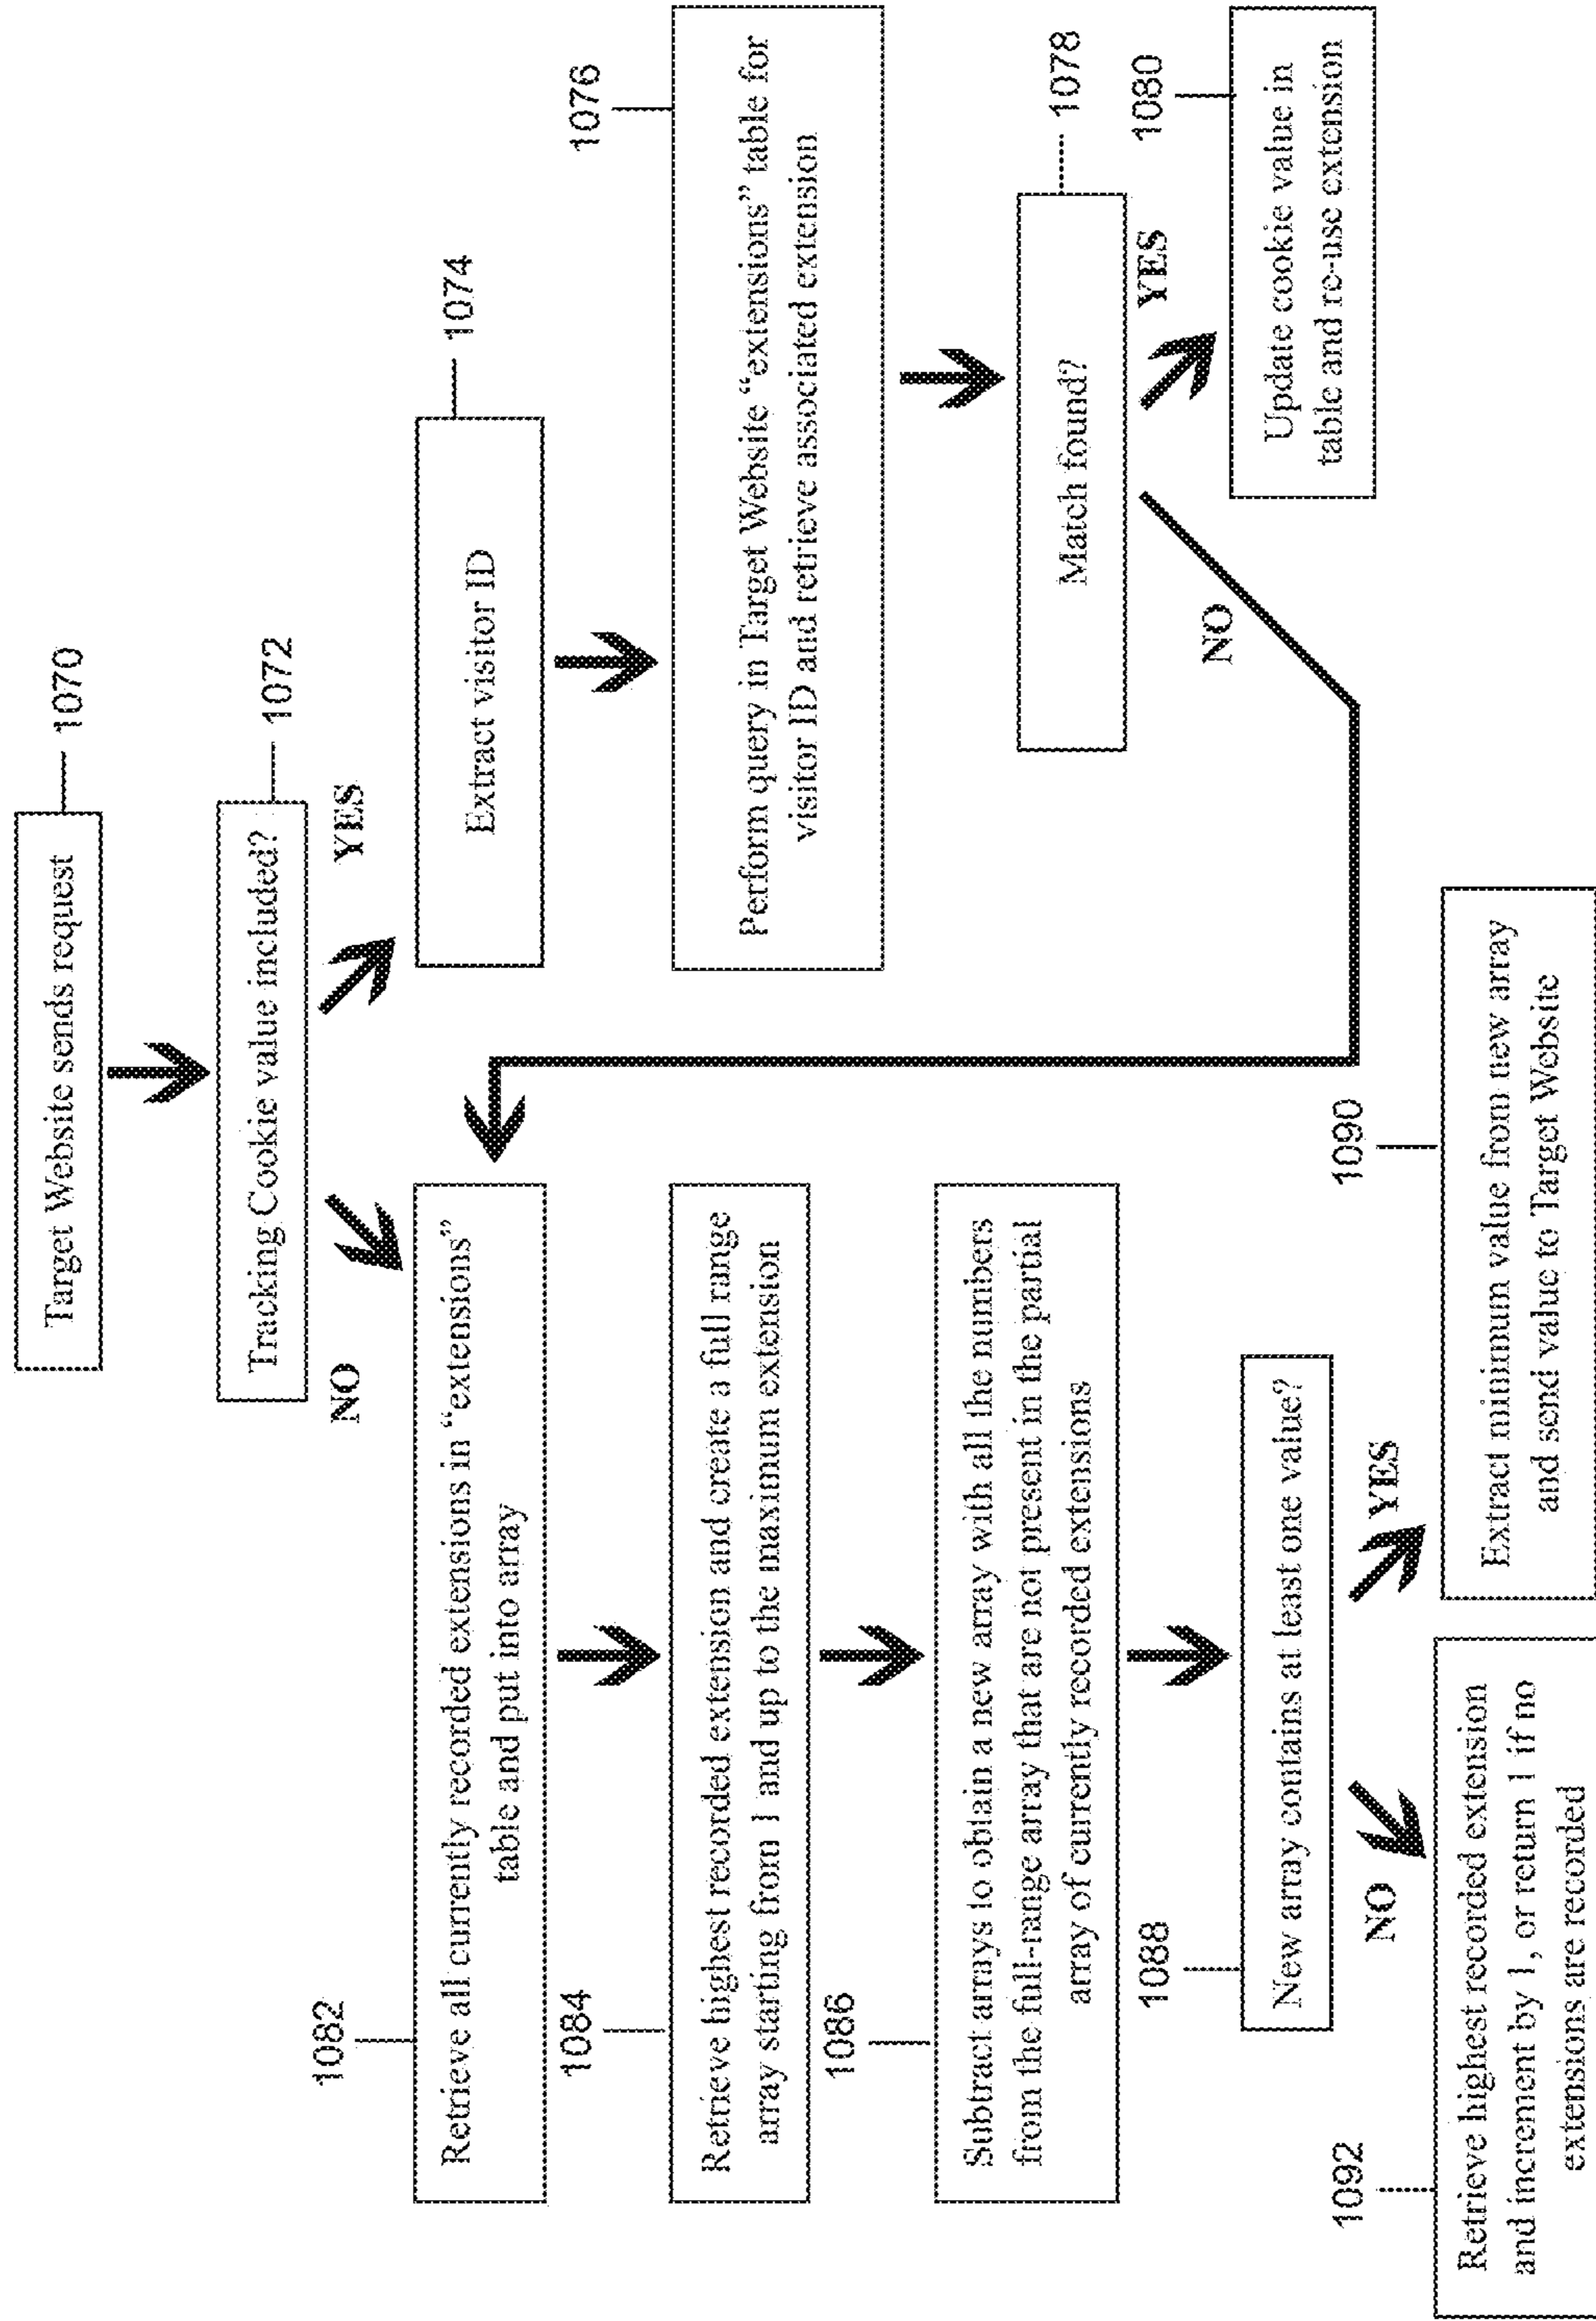 Target Website sends request
1070
Tracking Cookie value included?
1072
YES
NO
Extract visitor ID
1074
Perform query in Target Website “extensions” table for
visitor ID and retrieve associated extension
1076
Match found?
1078
YES
NO
Update cookie value in
table and re-use extension
1080
1082
Retrieve all currently recorded extensions in “extensions”
table and put into array
1084
Retrieve highest recorded extension and create a full range
array starting from 1 and up to the maximum extension
1086
Subtract arrays to obtain a new array with all the numbers
from the full-range array that are not present in the partial
array of currently recorded extensions
1088
New array contains at least one value?
YES
NO
1090
Extract minimum value from new array
and send value to Target Website
1092
Retrieve highest recorded extension
and increment by 1, or return 1 if no
extensions are recorded